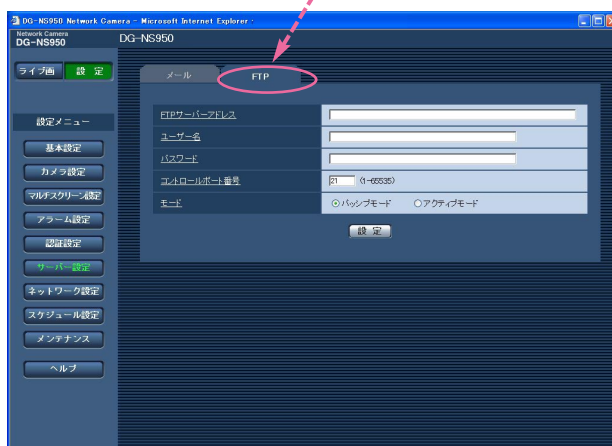 DG-NS950 Network Camera - Microsoft Internet Explorer -
Network Camera
DG-NS950
DG-NS950
ライブ画 設 定
メール FTP
設定メニュー
基本設定
カメラ設定
マルチスクリーン設定
アラーム設定
認証設定
サーバー設定
ネットワーク設定
スケジュール設定
メンテナンス
ヘルプ
FTPサーバーアドレス
ユーザー名
パスワード
コントロールポート番号 21 (1-65535)
モード パッシブモード アクティブモード
設 定